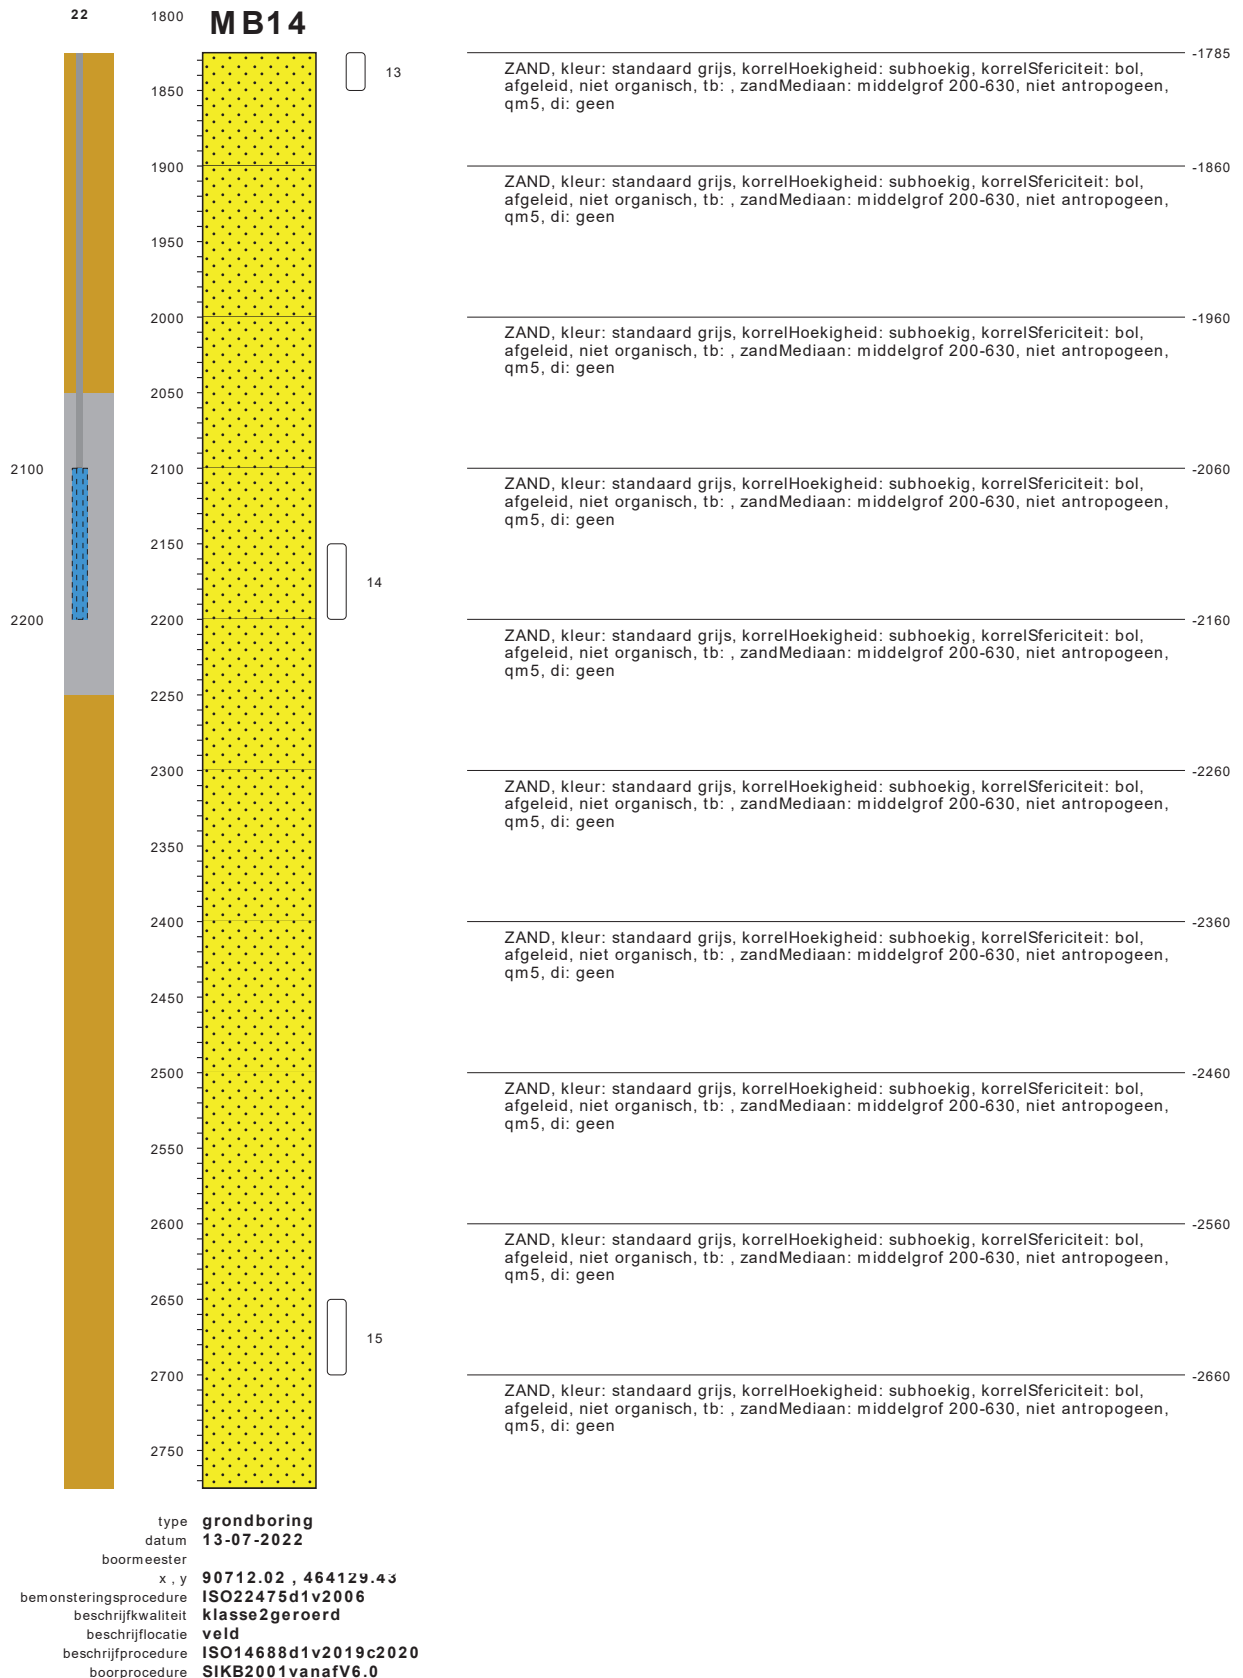 22
1800
MB14
13
-1785
ZAND, kleur: standaard grijs, korrelHoekigheid: subhoekig, korrelSfericiteit: bol,
afgeleid, niet organisch, tb: , zandMediaan: middelgrof 200-630, niet antropogeen,
qm5, di: geen
1850
1900
-1860
ZAND, kleur: standaard grijs, korrelHoekigheid: subhoekig, korrelSfericiteit: bol,
afgeleid, niet organisch, tb: , zandMediaan: middelgrof 200-630, niet antropogeen,
qm5, di: geen
1950
2000
-1960
ZAND, kleur: standaard grijs, korrelHoekigheid: subhoekig, korrelSfericiteit: bol,
afgeleid, niet organisch, tb: , zandMediaan: middelgrof 200-630, niet antropogeen,
qm5, di: geen
2050
2100
2100
-2060
ZAND, kleur: standaard grijs, korrelHoekigheid: subhoekig, korrelSfericiteit: bol,
afgeleid, niet organisch, tb: , zandMediaan: middelgrof 200-630, niet antropogeen,
qm5, di: geen
2150
14
2200
2200
-2160
ZAND, kleur: standaard grijs, korrelHoekigheid: subhoekig, korrelSfericiteit: bol,
afgeleid, niet organisch, tb: , zandMediaan: middelgrof 200-630, niet antropogeen,
qm5, di: geen
2250
2300
-2260
ZAND, kleur: standaard grijs, korrelHoekigheid: subhoekig, korrelSfericiteit: bol,
afgeleid, niet organisch, tb: , zandMediaan: middelgrof 200-630, niet antropogeen,
qm5, di: geen
2350
2400
-2360
ZAND, kleur: standaard grijs, korrelHoekigheid: subhoekig, korrelSfericiteit: bol,
afgeleid, niet organisch, tb: , zandMediaan: middelgrof 200-630, niet antropogeen,
qm5, di: geen
2450
2500
-2460
ZAND, kleur: standaard grijs, korrelHoekigheid: subhoekig, korrelSfericiteit: bol,
afgeleid, niet organisch, tb: , zandMediaan: middelgrof 200-630, niet antropogeen,
qm5, di: geen
2550
2600
-2560
ZAND, kleur: standaard grijs, korrelHoekigheid: subhoekig, korrelSfericiteit: bol,
afgeleid, niet organisch, tb: , zandMediaan: middelgrof 200-630, niet antropogeen,
qm5, di: geen
2650
15
2700
-2660
ZAND, kleur: standaard grijs, korrelHoekigheid: subhoekig, korrelSfericiteit: bol,
afgeleid, niet organisch, tb: , zandMediaan: middelgrof 200-630, niet antropogeen,
qm5, di: geen
2750
type grondboring
datum 13-07-2022
boormeester
x , y 90712.02 , 464129.43
bemonsteringsprocedure ISO22475d1v2006
beschrijfkwaliteit klasse2geroerd
beschrijflocatie veld
beschrijfprocedure ISO14688d1v2019c2020
boorprocedure SIKB2001vanafV6.0